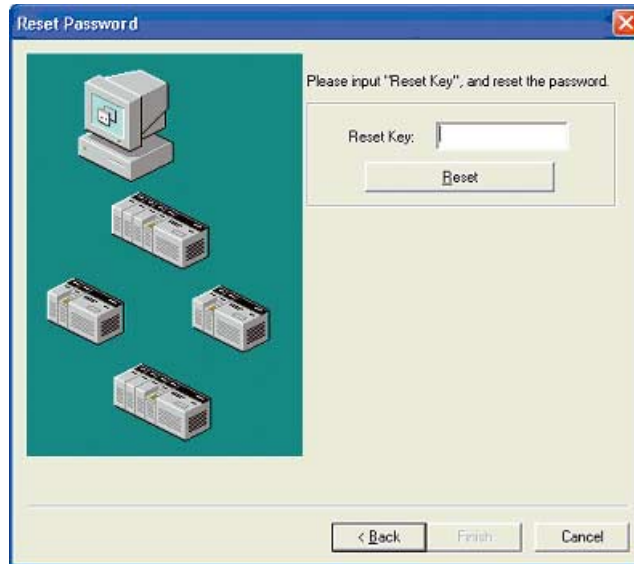 Reset Password
Please input "Reset Key", and reset the password.
Reset Key:
Reset
< Back
Finish
Cancel